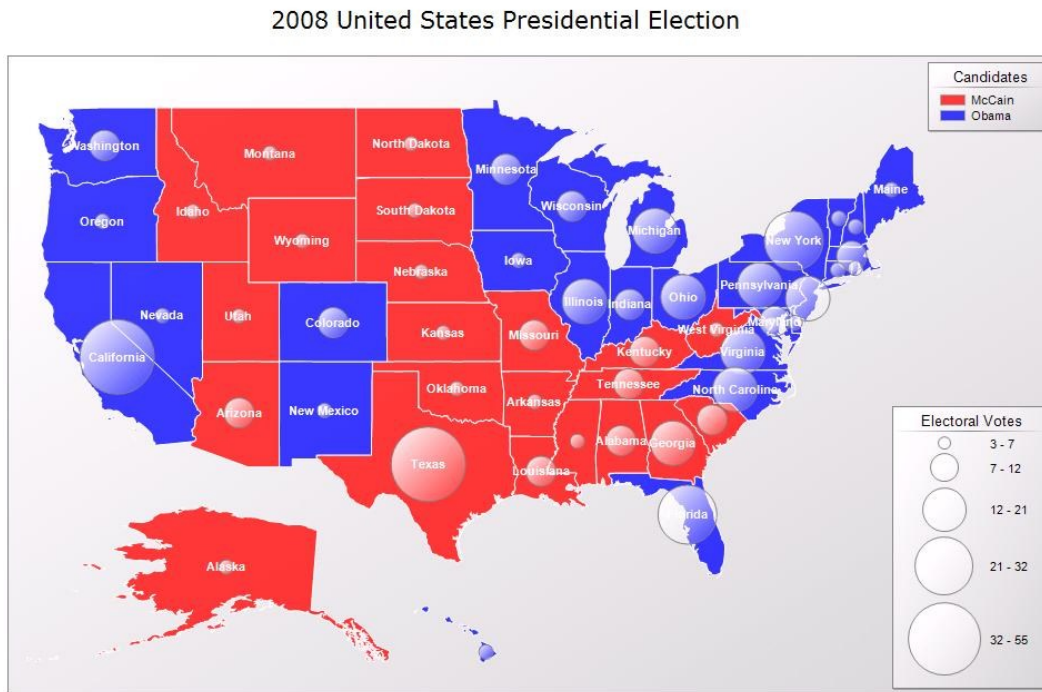 2008 United States Presidential Election
Candidates
McCain
Obama
Washington
Montana
North Dakota
Minnesota
Maine
Oregon
Idaho
South Dakota
Wisconsin
Michigan
New York
Wyoming
Iowa
Nebraska
Pennsylvania
Nevada
Utah
Colorado
Illinois
Indiana
Ohio
Maryland
California
Kansas
Missouri
West Virginia
Kentucky
Virginia
Arizona
New Mexico
Oklahoma
Arkansas
Tennessee
North Caroline
Texas
Louisiana
Alabama
Georgia
Florida
Alaska
Electoral Votes
3 - 7
7 - 12
12 - 21
21 - 32
32 - 55